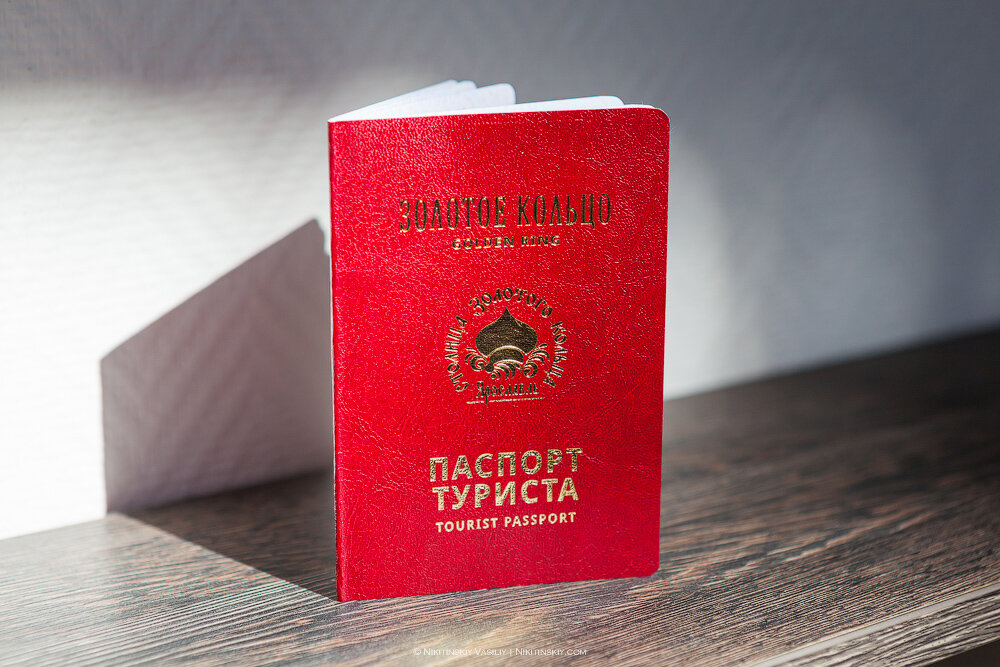 ЗОЛОТОЕ КОЛЬЦО
GOLDEN RING
СТОЛИЦА ЗОЛОТОГО КОЛЬЦА
Ярославль
ПАСПОРТ
ТУРИСТА
TOURIST PASSPORT
© Nikitinskiy Vasiliy | Nikitinskiy.com